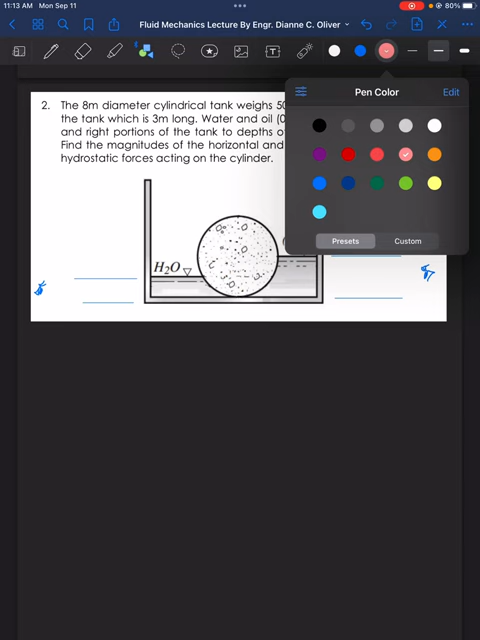 11:13 AM Mon Sep 11
80%
Fluid Mechanics Lecture By Engr. Dianne C. Oliver
Pen Color
Edit
Presets
Custom
2. The 8m diameter cylindrical tank weighs
the tank which is 3m long. Water and oil (0
and right portions of the tank to depths
Find the magnitudes of the horizontal and
hydrostatic forces acting on the cylinder.
H₂O